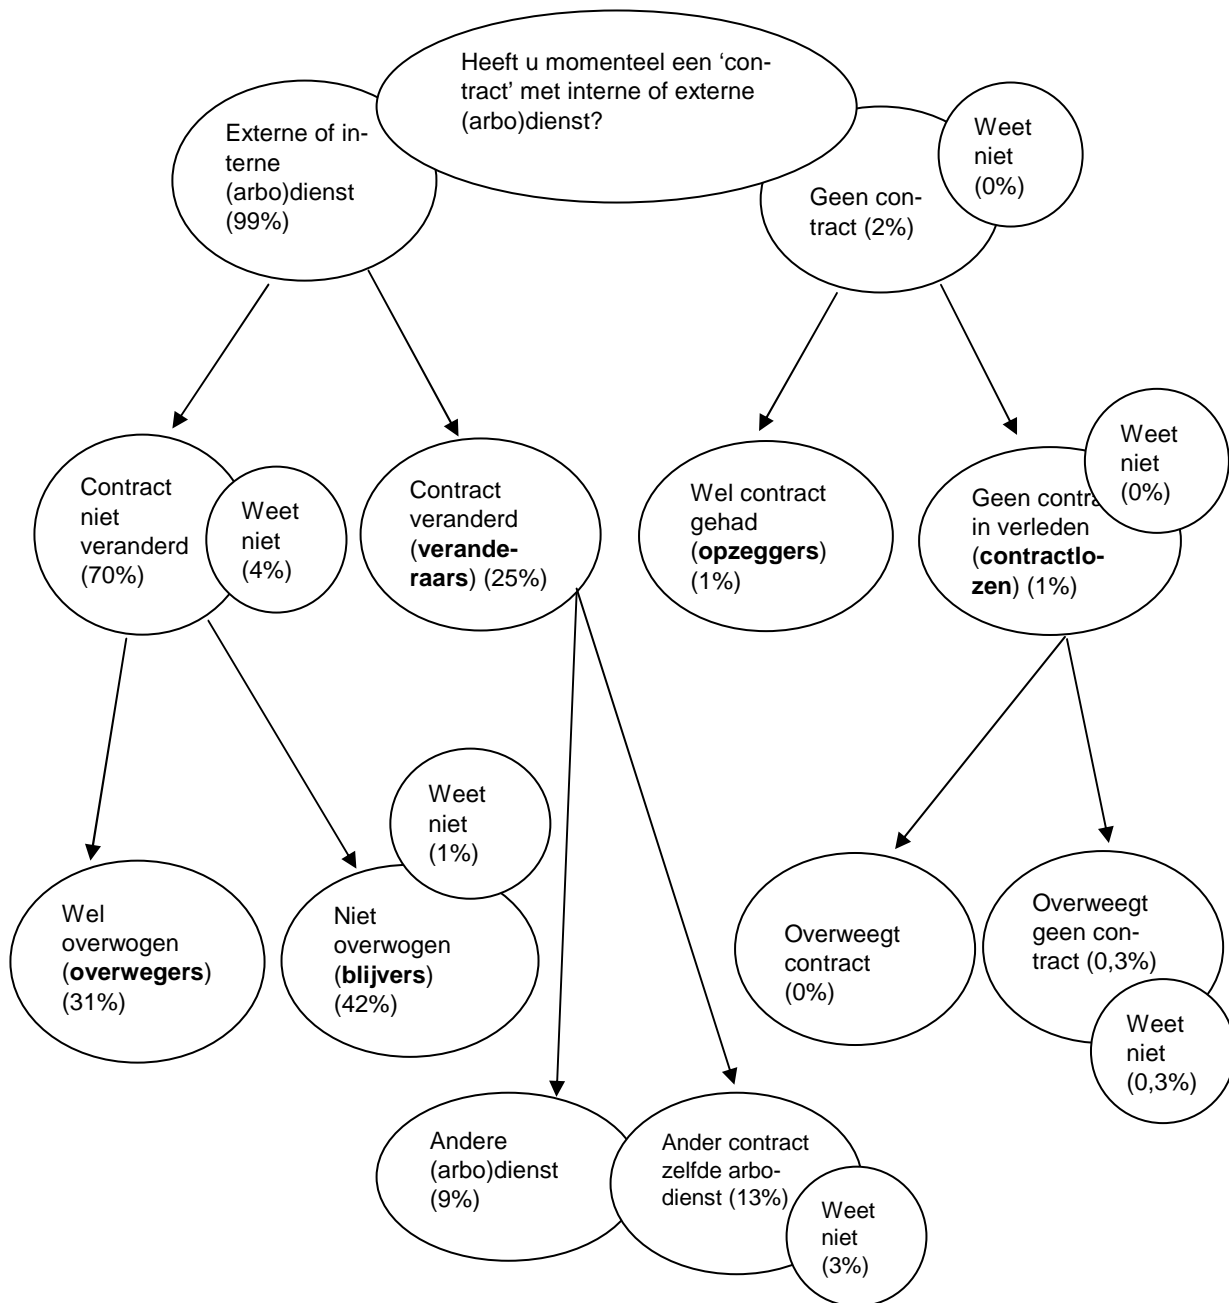 Heeft u momenteel een ‘con-
tract’ met interne of externe
(arbo)dienst?
Externe of in-
terne
(arbo)dienst
(99%)
Geen con-
tract (2%)
Weet
niet
(0%)
Contract
niet
veranderd
(70%)
Weet
niet
(4%)
Contract
veranderd
(verande-
raars) (25%)
Wel contract
gehad
(opzeggers)
(1%)
Geen contra
in verleden
(contractlo-
zen) (1%)
Weet
niet
(0%)
Wel
overwogen
(overwegers)
(31%)
Niet
overwogen
(blijvers)
(42%)
Weet
niet
(1%)
Overweegt
contract
(0%)
Overweegt
geen con-
tract (0,3%)
Weet
niet
(0,3%)
Andere
(arbo)dienst
(9%)
Ander contract
zelfde arbo-
dienst (13%)
Weet
niet
(3%)